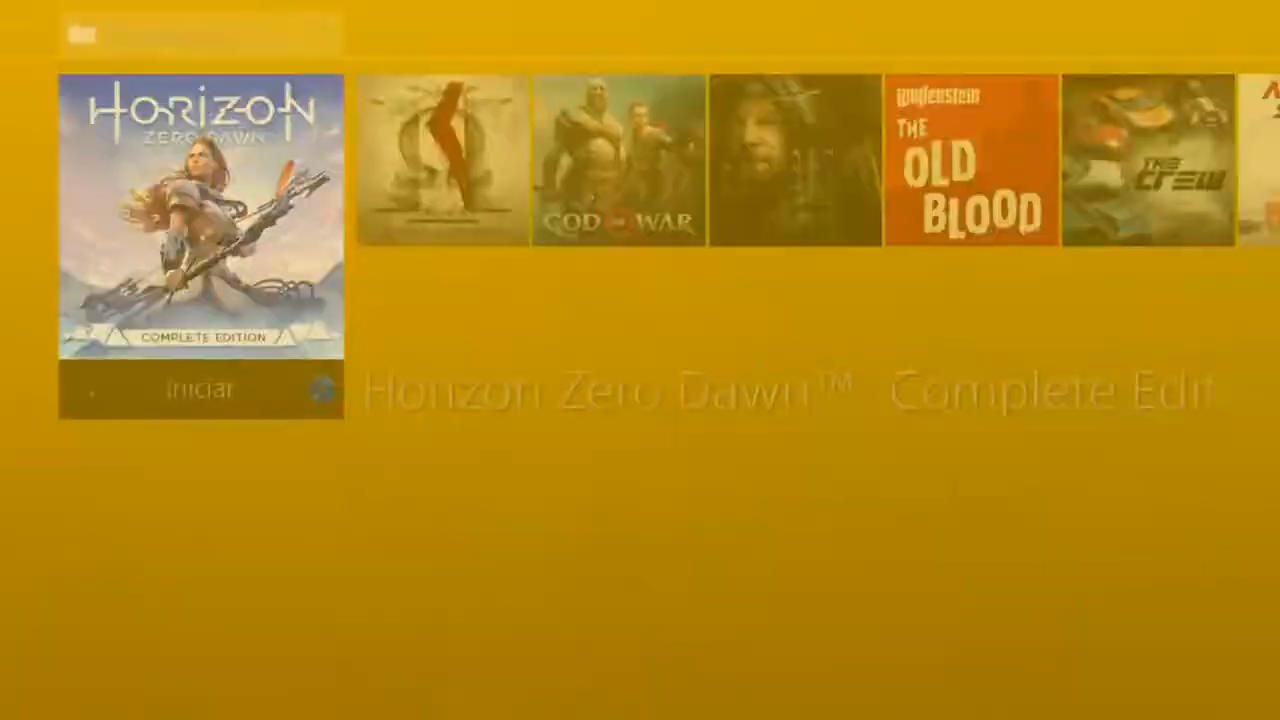 HORIZON
ZERO DAWN
COMPLETE EDITION
GOD OF WAR
Wolfenstein
THE
OLD
BLOOD
THE
CREW
Iniciar
Horizon Zero Dawn™ Complete Edit